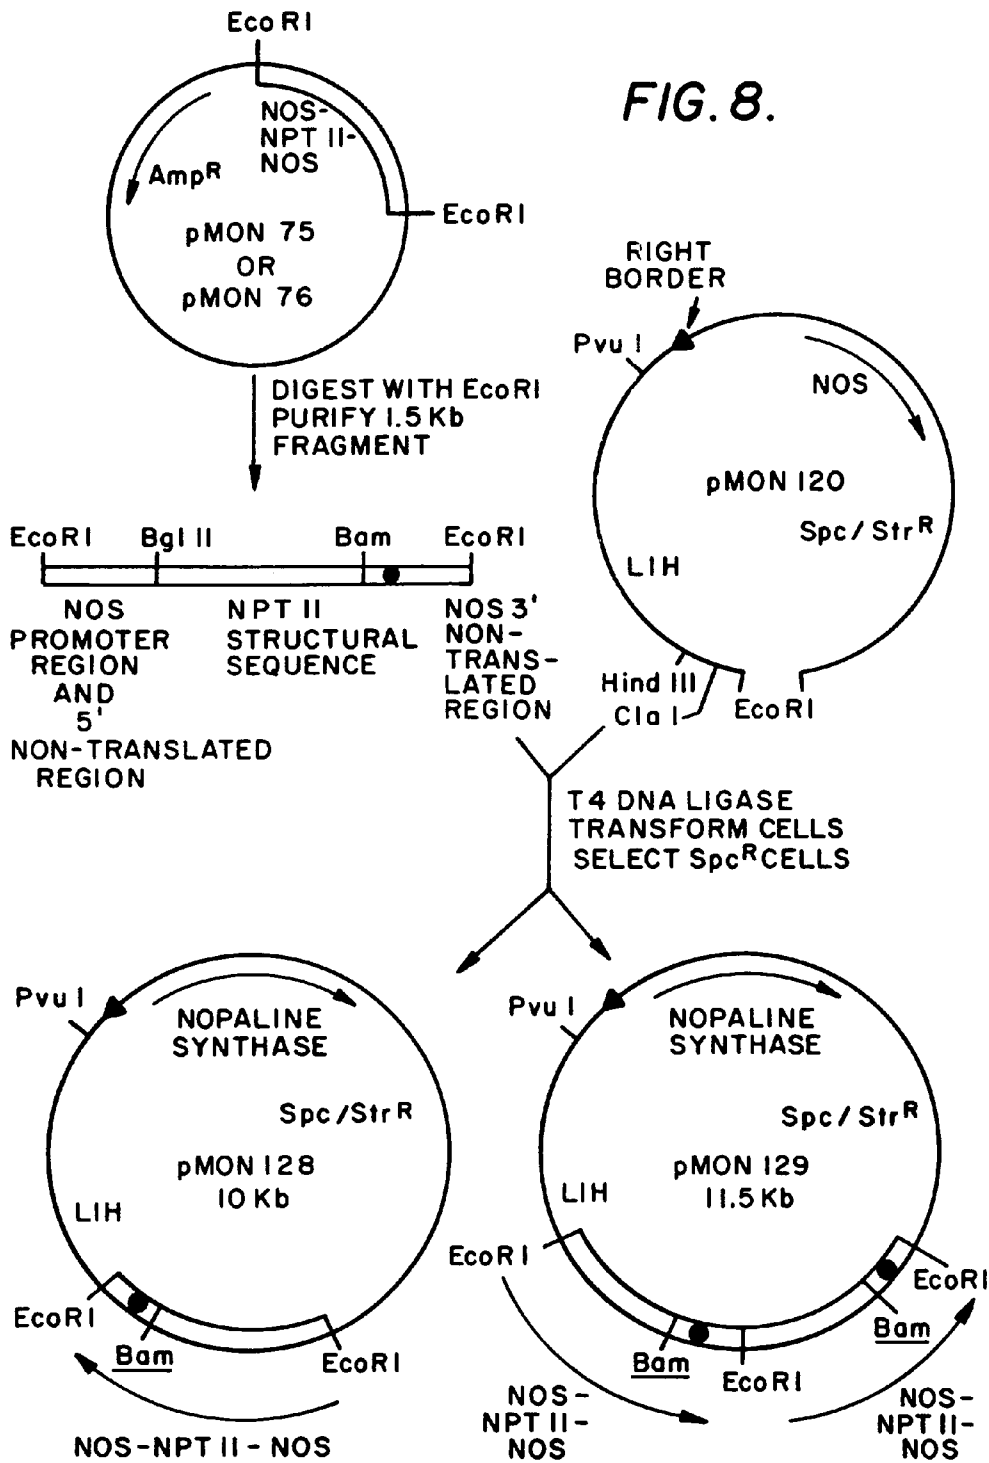 EcoRI
FIG. 8.
NOS-
NPT II-
NOS
AmpR
EcoRI
pMON 75
OR
pMON 76
DIGEST WITH EcoRI
PURIFY 1.5 Kb
FRAGMENT
RIGHT
BORDER
Pvu I
NOS
pMON 120
Spc/StrR
LIH
Hind III
Cla I
EcoRI
EcoRI
Bgl II
Bam
EcoRI
NOS
PROMOTER
REGION
AND
5'
NON-TRANSLATED
REGION
NPT II
STRUCTURAL
SEQUENCE
NOS 3'
NON-
TRANS-
LATED
REGION
T4 DNA LIGASE
TRANSFORM CELLS
SELECT SpcR CELLS
Pvu I
NOPALINE
SYNTHASE
Spc/StrR
pMON 128
10 Kb
LIH
EcoRI
Bam
EcoRI
NOS-NPT II-NOS
Pvu I
NOPALINE
SYNTHASE
Spc/StrR
pMON 129
11.5 Kb
LIH
EcoRI
EcoRI
Bam
Bam
EcoRI
NOS-
NPT II-
NOS
NOS-
NPT II-
NOS